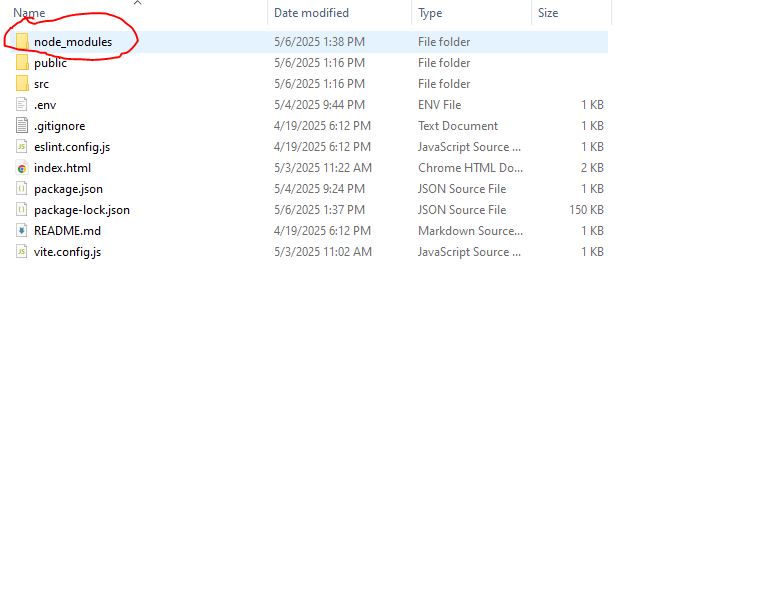 Name Date modified Type Size
node_modules 5/6/2025 1:38 PM File folder
public 5/6/2025 1:16 PM File folder
src 5/6/2025 1:16 PM File folder
.env 5/4/2025 9:44 PM ENV File 1 KB
.gitignore 4/19/2025 6:12 PM Text Document 1 KB
eslint.config.js 4/19/2025 6:12 PM JavaScript Source ... 1 KB
index.html 5/3/2025 11:22 AM Chrome HTML Do... 2 KB
package.json 5/4/2025 9:24 PM JSON Source File 1 KB
package-lock.json 5/6/2025 1:37 PM JSON Source File 150 KB
README.md 4/19/2025 6:12 PM Markdown Source... 1 KB
vite.config.js 5/3/2025 11:02 AM JavaScript Source ... 1 KB